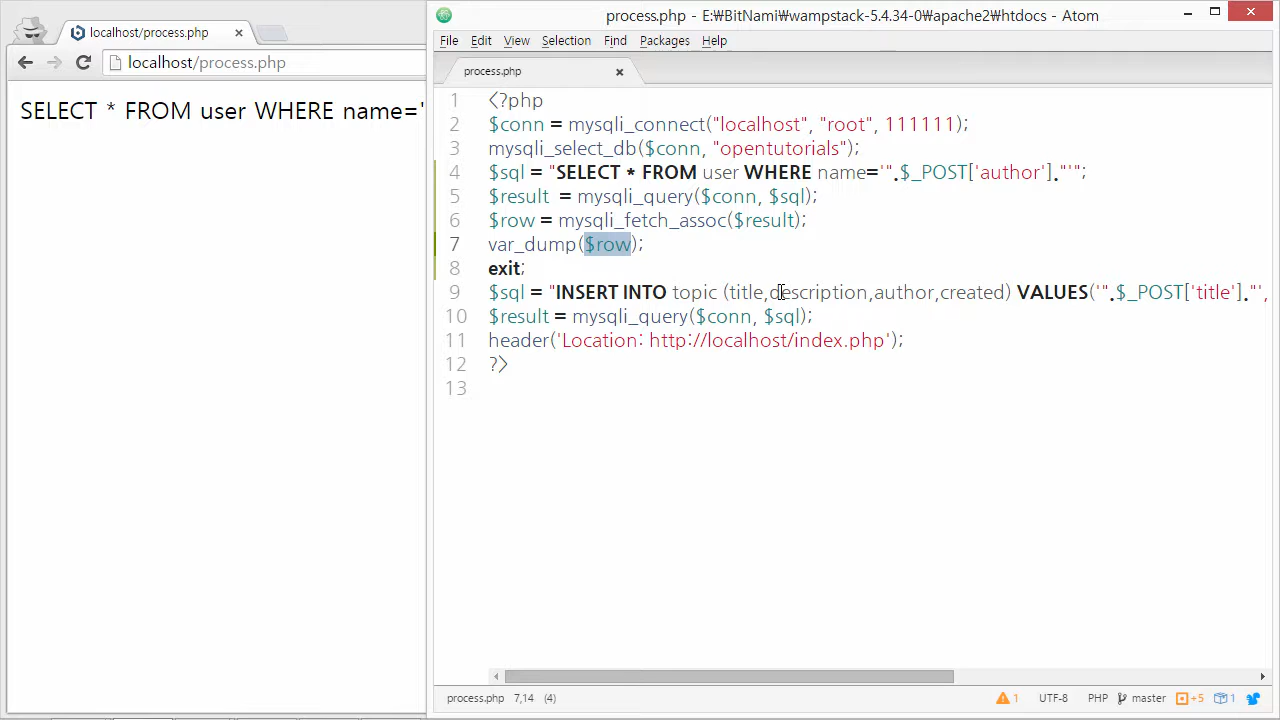 localhost/process.php
localhost/process.php
SELECT * FROM user WHERE name='
process.php - E:₩BitNami₩wampstack-5,4,34-0₩apache2₩htdocs - Atom
File Edit View Selection Find Packages Help
process.php
1 <?php
2 $conn = mysqli_connect("localhost", "root", 111111);
3 mysqli_select_db($conn, "opentutorials");
4 $sql = "SELECT * FROM user WHERE name='".$_POST['author']."'";
5 $result  = mysqli_query($conn, $sql);
6 $row = mysqli_fetch_assoc($result);
7 var_dump($row);
8 exit;
9 $sql = "INSERT INTO topic (title,description,author,created) VALUES('".$_POST['title']."',
10 $result = mysqli_query($conn, $sql);
11 header('Location: http://localhost/index.php');
12 ?>
13
process.php 7,14 (4) 1 UTF-8 PHP master +5 1